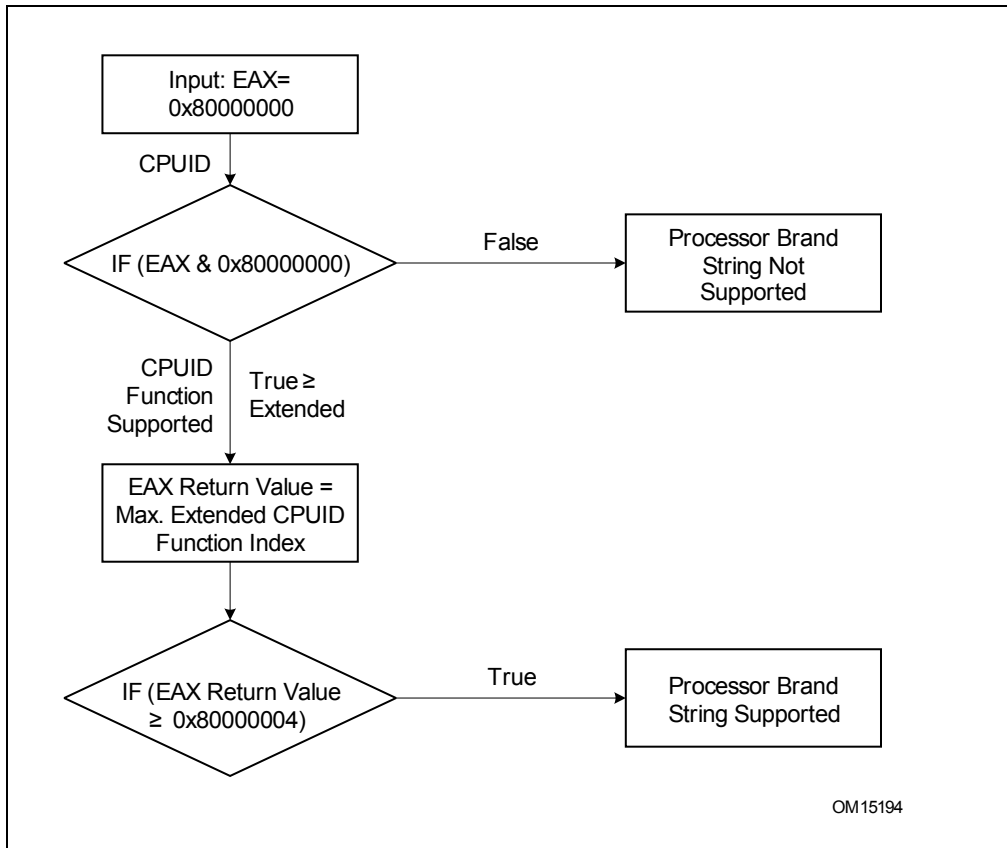 Input: EAX=
0x80000000
CPUID
IF (EAX & 0x80000000)
False
Processor Brand
String Not
Supported
CPUID
Function
Supported
True ≥
Extended
EAX Return Value =
Max. Extended CPUID
Function Index
IF (EAX Return Value
≥ 0x80000004)
True
Processor Brand
String Supported
OM15194